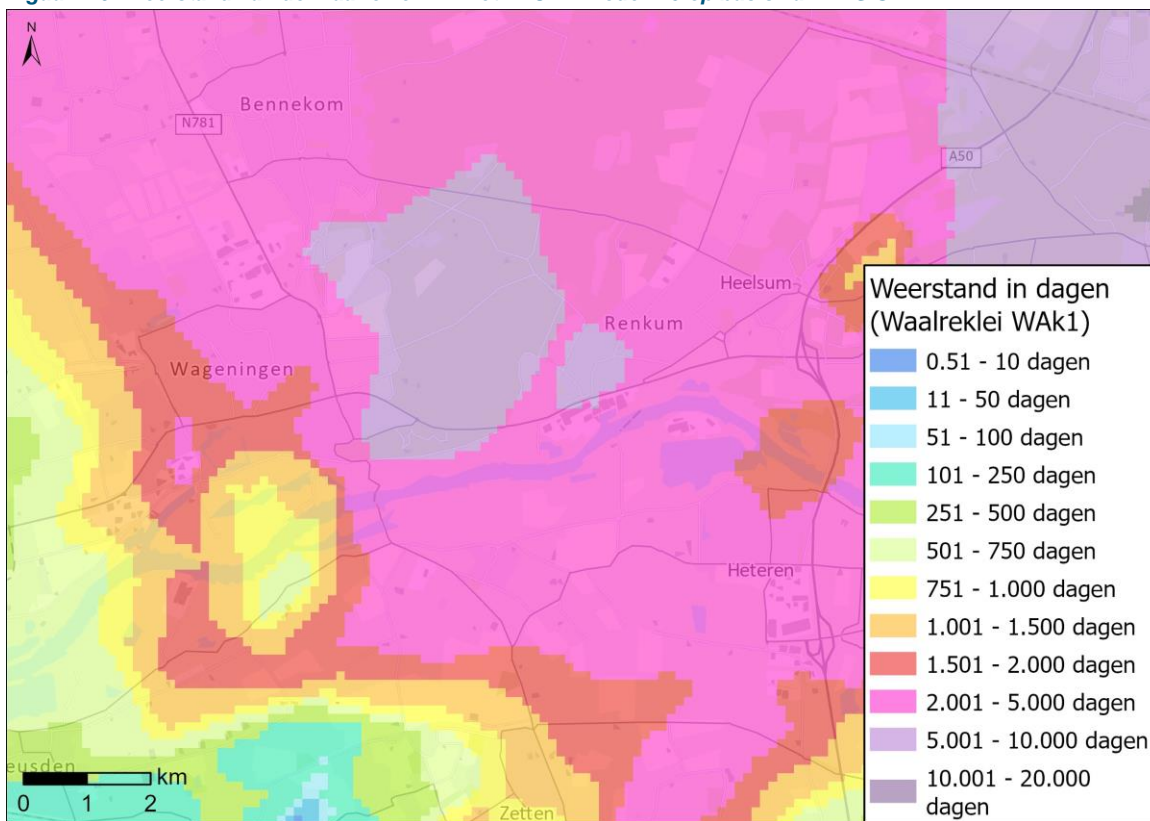 N
Bennekom
N781
A50
Heelsum
Renkum
Wageningen
Heteren
Zetten
km
0 1 2
Weerstand in dagen
(Waalreklei WAk1)
0.51 - 10 dagen
11 - 50 dagen
51 - 100 dagen
101 - 250 dagen
251 - 500 dagen
501 - 750 dagen
751 - 1.000 dagen
1.001 - 1.500 dagen
1.501 - 2.000 dagen
2.001 - 5.000 dagen
5.001 - 10.000 dagen
10.001 - 20.000
dagen
eusden